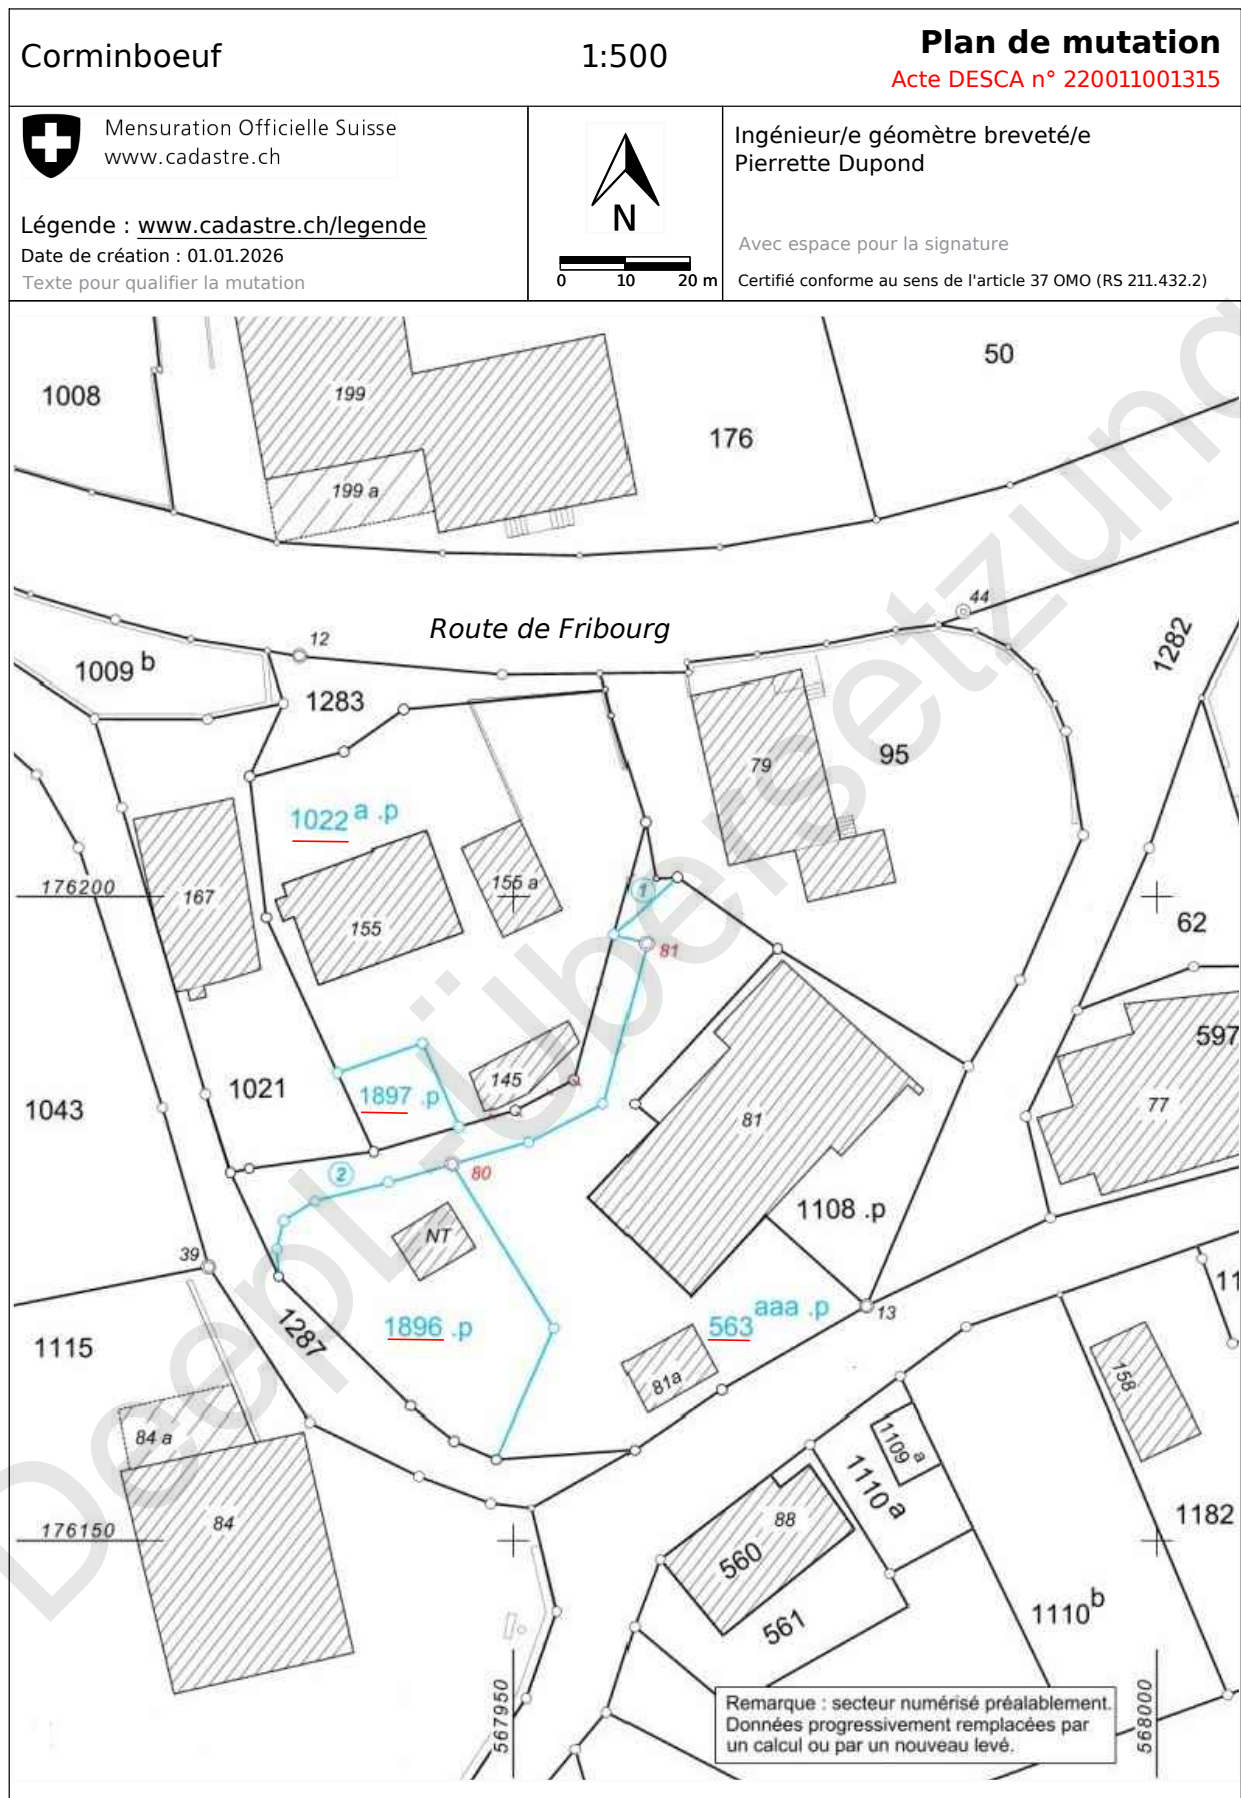 Corminboeuf
1:500
Plan de mutation
Acte DESCA n° 220011001315
Mensuration Officielle Suisse
www.cadastre.ch
Légende : www.cadastre.ch/legende
Date de création : 01.01.2026
Texte pour qualifier la mutation
N
0 10 20 m
Ingénieur/e géomètre breveté/e
Pierrette Dupond
Avec espace pour la signature
Certifié conforme au sens de l'article 37 OMO (RS 211.432.2)
50
1008
199
176
199 a
44
Route de Fribourg
12
1282
1009 b
1283
95
79
1022 a .p
176200
167
155 a
1
155
62
81
597
145
1021
1897 .p
1043
77
81
2
80
1108 .p
NT
39
11
aaa .p
563
13
1287
1896 .p
1115
158
81a
84 a
1109 a
1110 a
84
88
1182
176150
560
1110 b
561
567950
568000
Remarque : secteur numérisé préalablement.
Données progressivement remplacées par
un calcul ou par un nouveau levé.
DeepL-Übersetzung